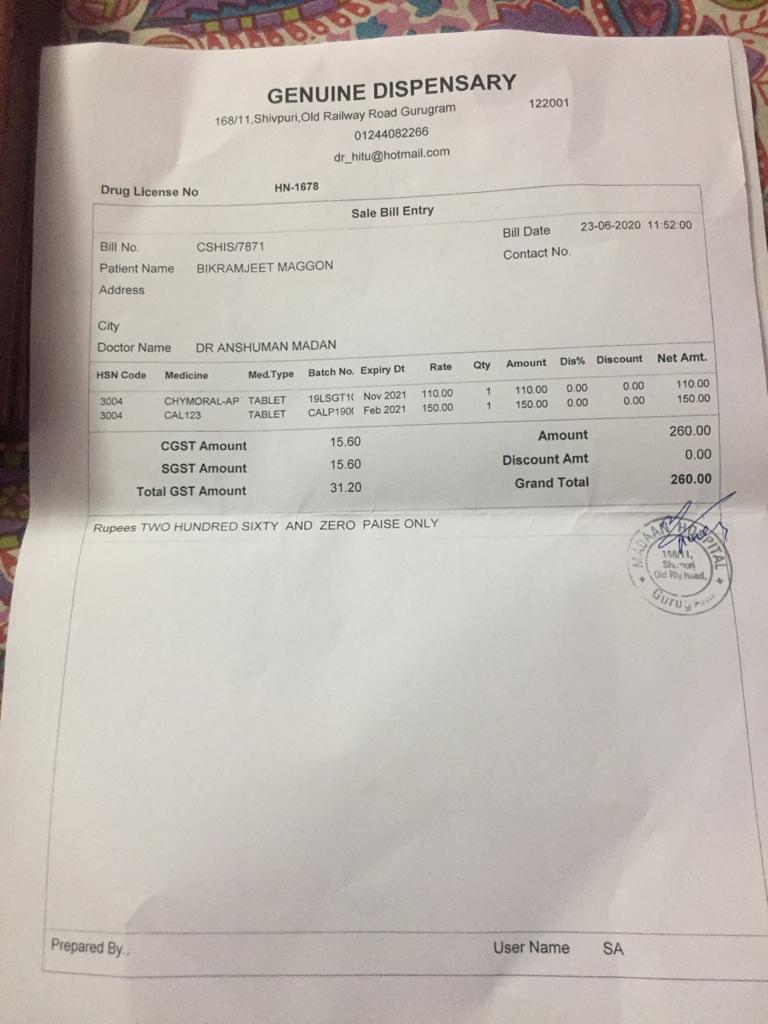 GENUINE DISPENSARY
168/11,Shivpuri,Old Railway Road Gurugram 122001
01244082266
dr_hitu@hotmail.com
Drug License No HN-1678
Sale Bill Entry
Bill No. CSHIS/7871 Bill Date 23-06-2020 11:52:00
Patient Name BIKRAMJEET MAGGON Contact No.
Address
City
Doctor Name DR ANSHUMAN MADAN
HSN Code Medicine Med.Type Batch No. Expiry Dt Rate Qty Amount Dis% Discount Net Amt.
3004 CHYMORAL-AP TABLET 19LSGT1( Nov 2021 110.00 1 110.00 0.00 0.00 110.00
3004 CAL123 TABLET CALP190( Feb 2021 150.00 1 150.00 0.00 0.00 150.00
CGST Amount 15.60 Amount 260.00
SGST Amount 15.60 Discount Amt 0.00
Total GST Amount 31.20 Grand Total 260.00
Rupees TWO HUNDRED SIXTY AND ZERO PAISE ONLY
MADAAN HOSPITAL
Old Rly. Road,
Prepared By.. User Name SA